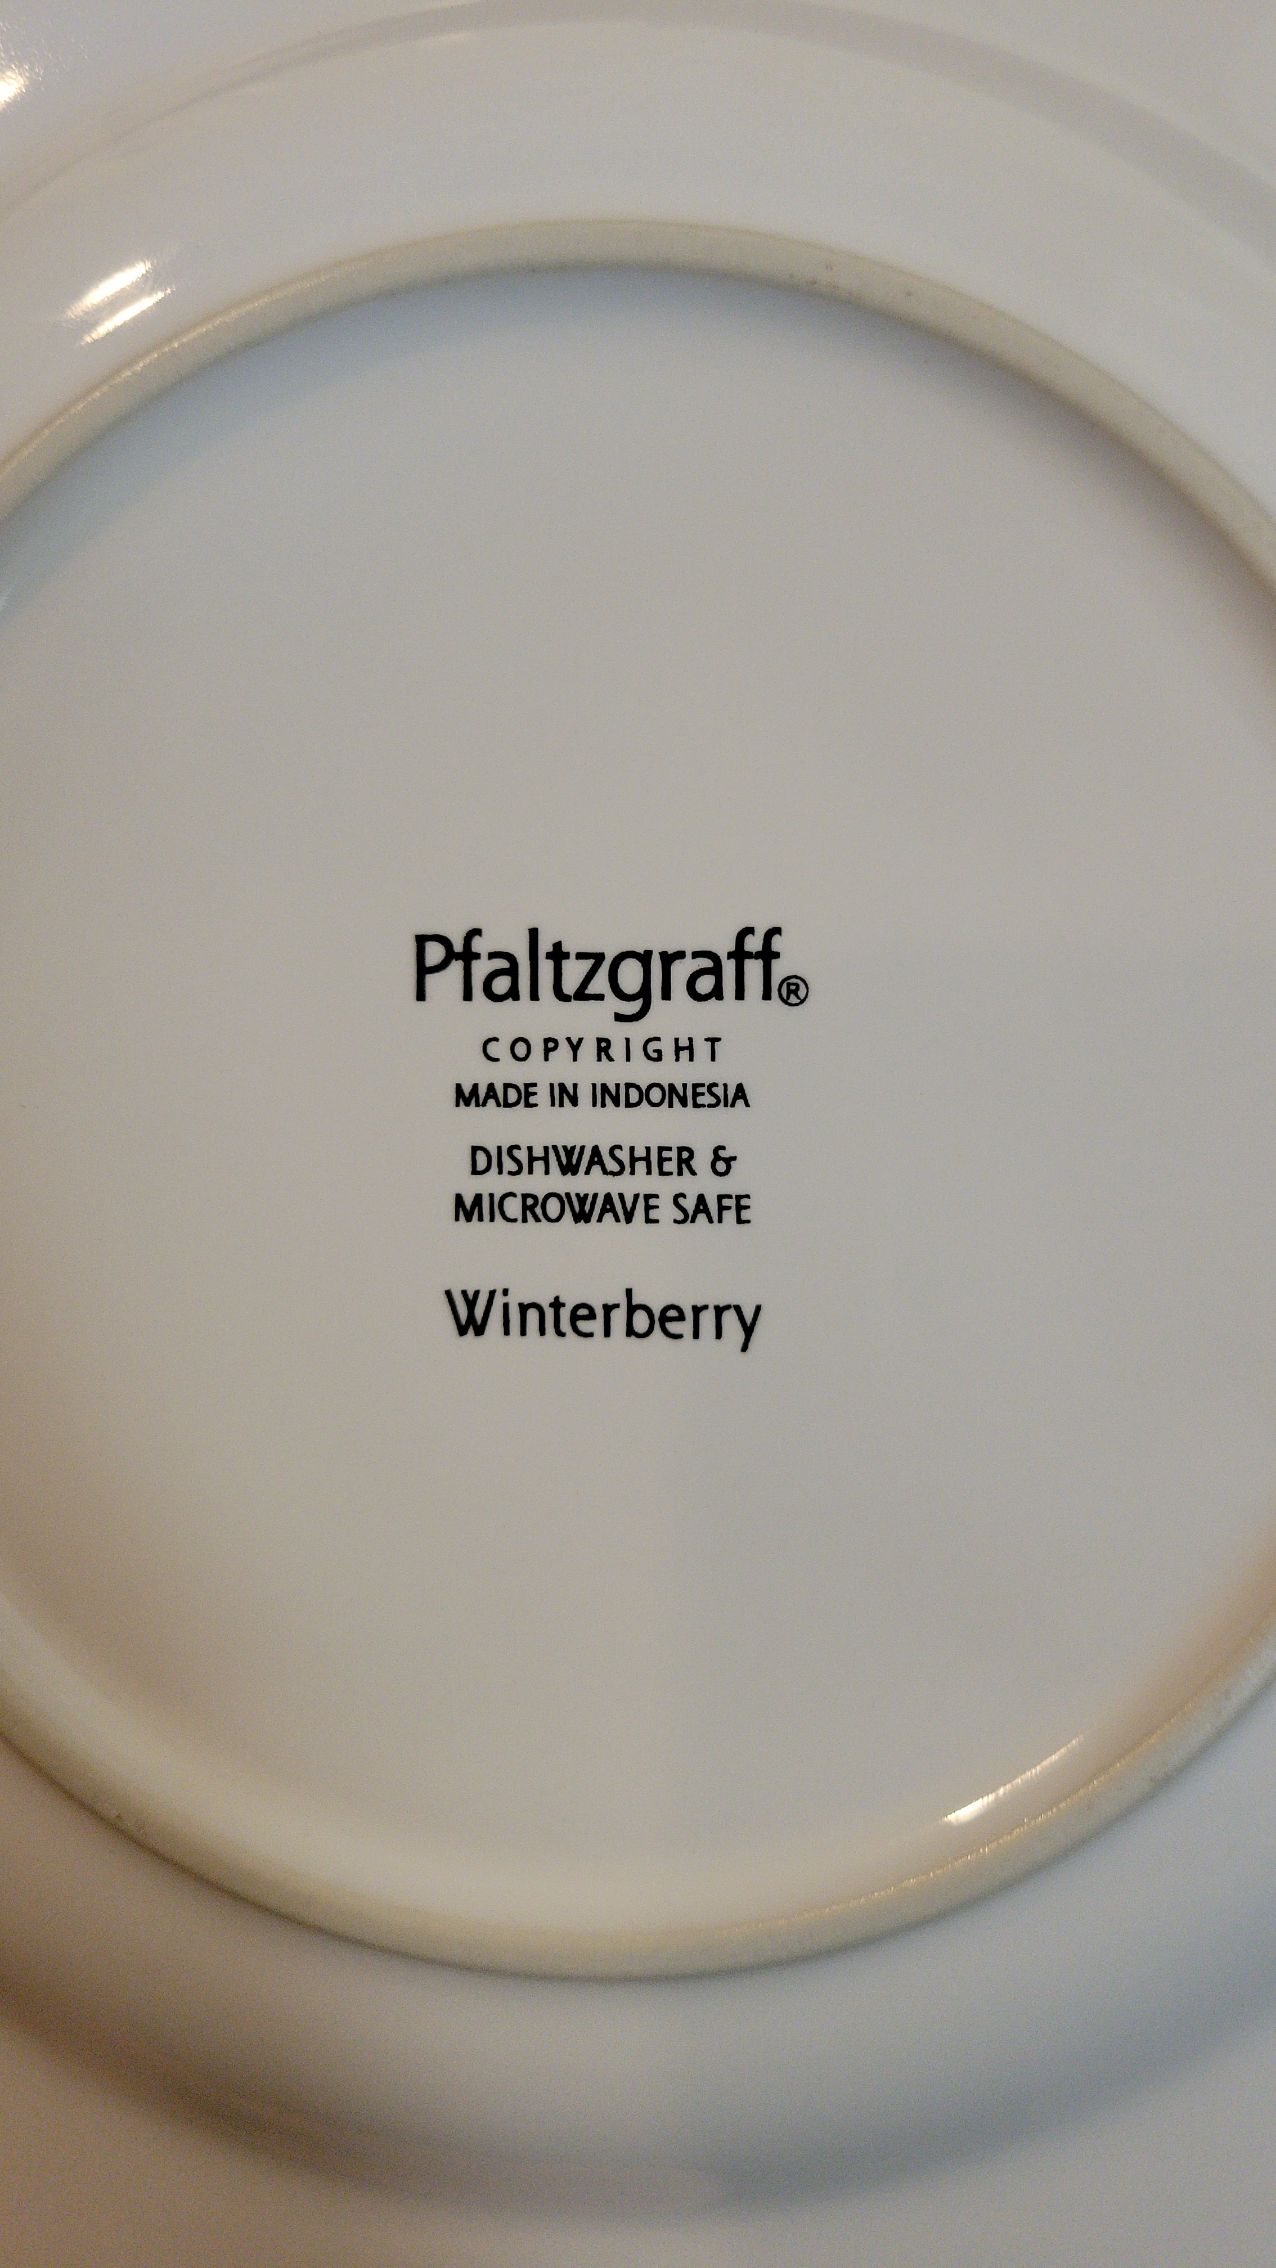 Pfaltzgraff®
COPYRIGHT
MADE IN INDONESIA
DISHWASHER &
MICROWAVE SAFE
Winterberry